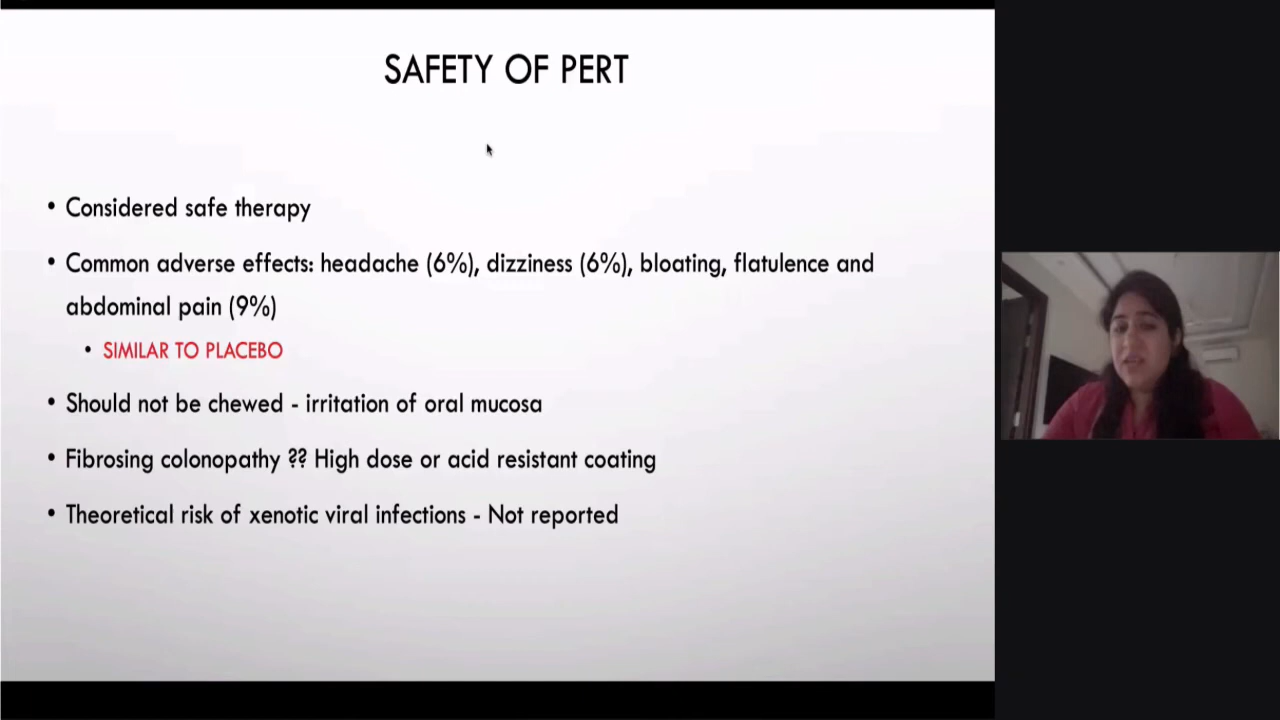 SAFETY OF PERT
• Considered safe therapy
• Common adverse effects: headache (6%), dizziness (6%), bloating, flatulence and
abdominal pain (9%)
• SIMILAR TO PLACEBO
• Should not be chewed - irritation of oral mucosa
• Fibrosing colonopathy ?? High dose or acid resistant coating
• Theoretical risk of xenotic viral infections - Not reported